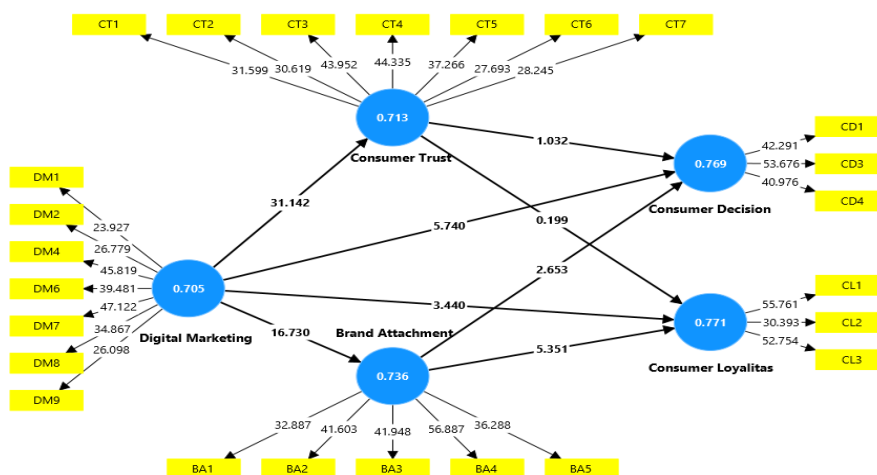 CT1 CT2 CT3 CT4 CT5 CT6 CT7
31.599 30.619 43.952 44.335 37.266 27.693 28.245
0.713
Consumer Trust
1.032
CD1
42.291
CD3
53.676
CD4
40.976
0.769
Consumer Decision
DM1
DM2
DM4
DM6
DM7
DM8
DM9
23.927
26.779
45.819
39.481
47.122
34.867
26.098
0.705
Digital Marketing
31.142
5.740
0.199
2.653
3.440
16.730
Brand Attachment
5.351
0.736
0.771
Consumer Loyalitas
CL1
55.761
CL2
30.393
CL3
52.754
32.887 41.603 41.948 56.887 36.288
BA1 BA2 BA3 BA4 BA5